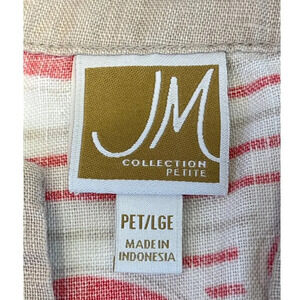 JM
COLLECTION
PETITE
PET/LGE
MADE IN
INDONESIA